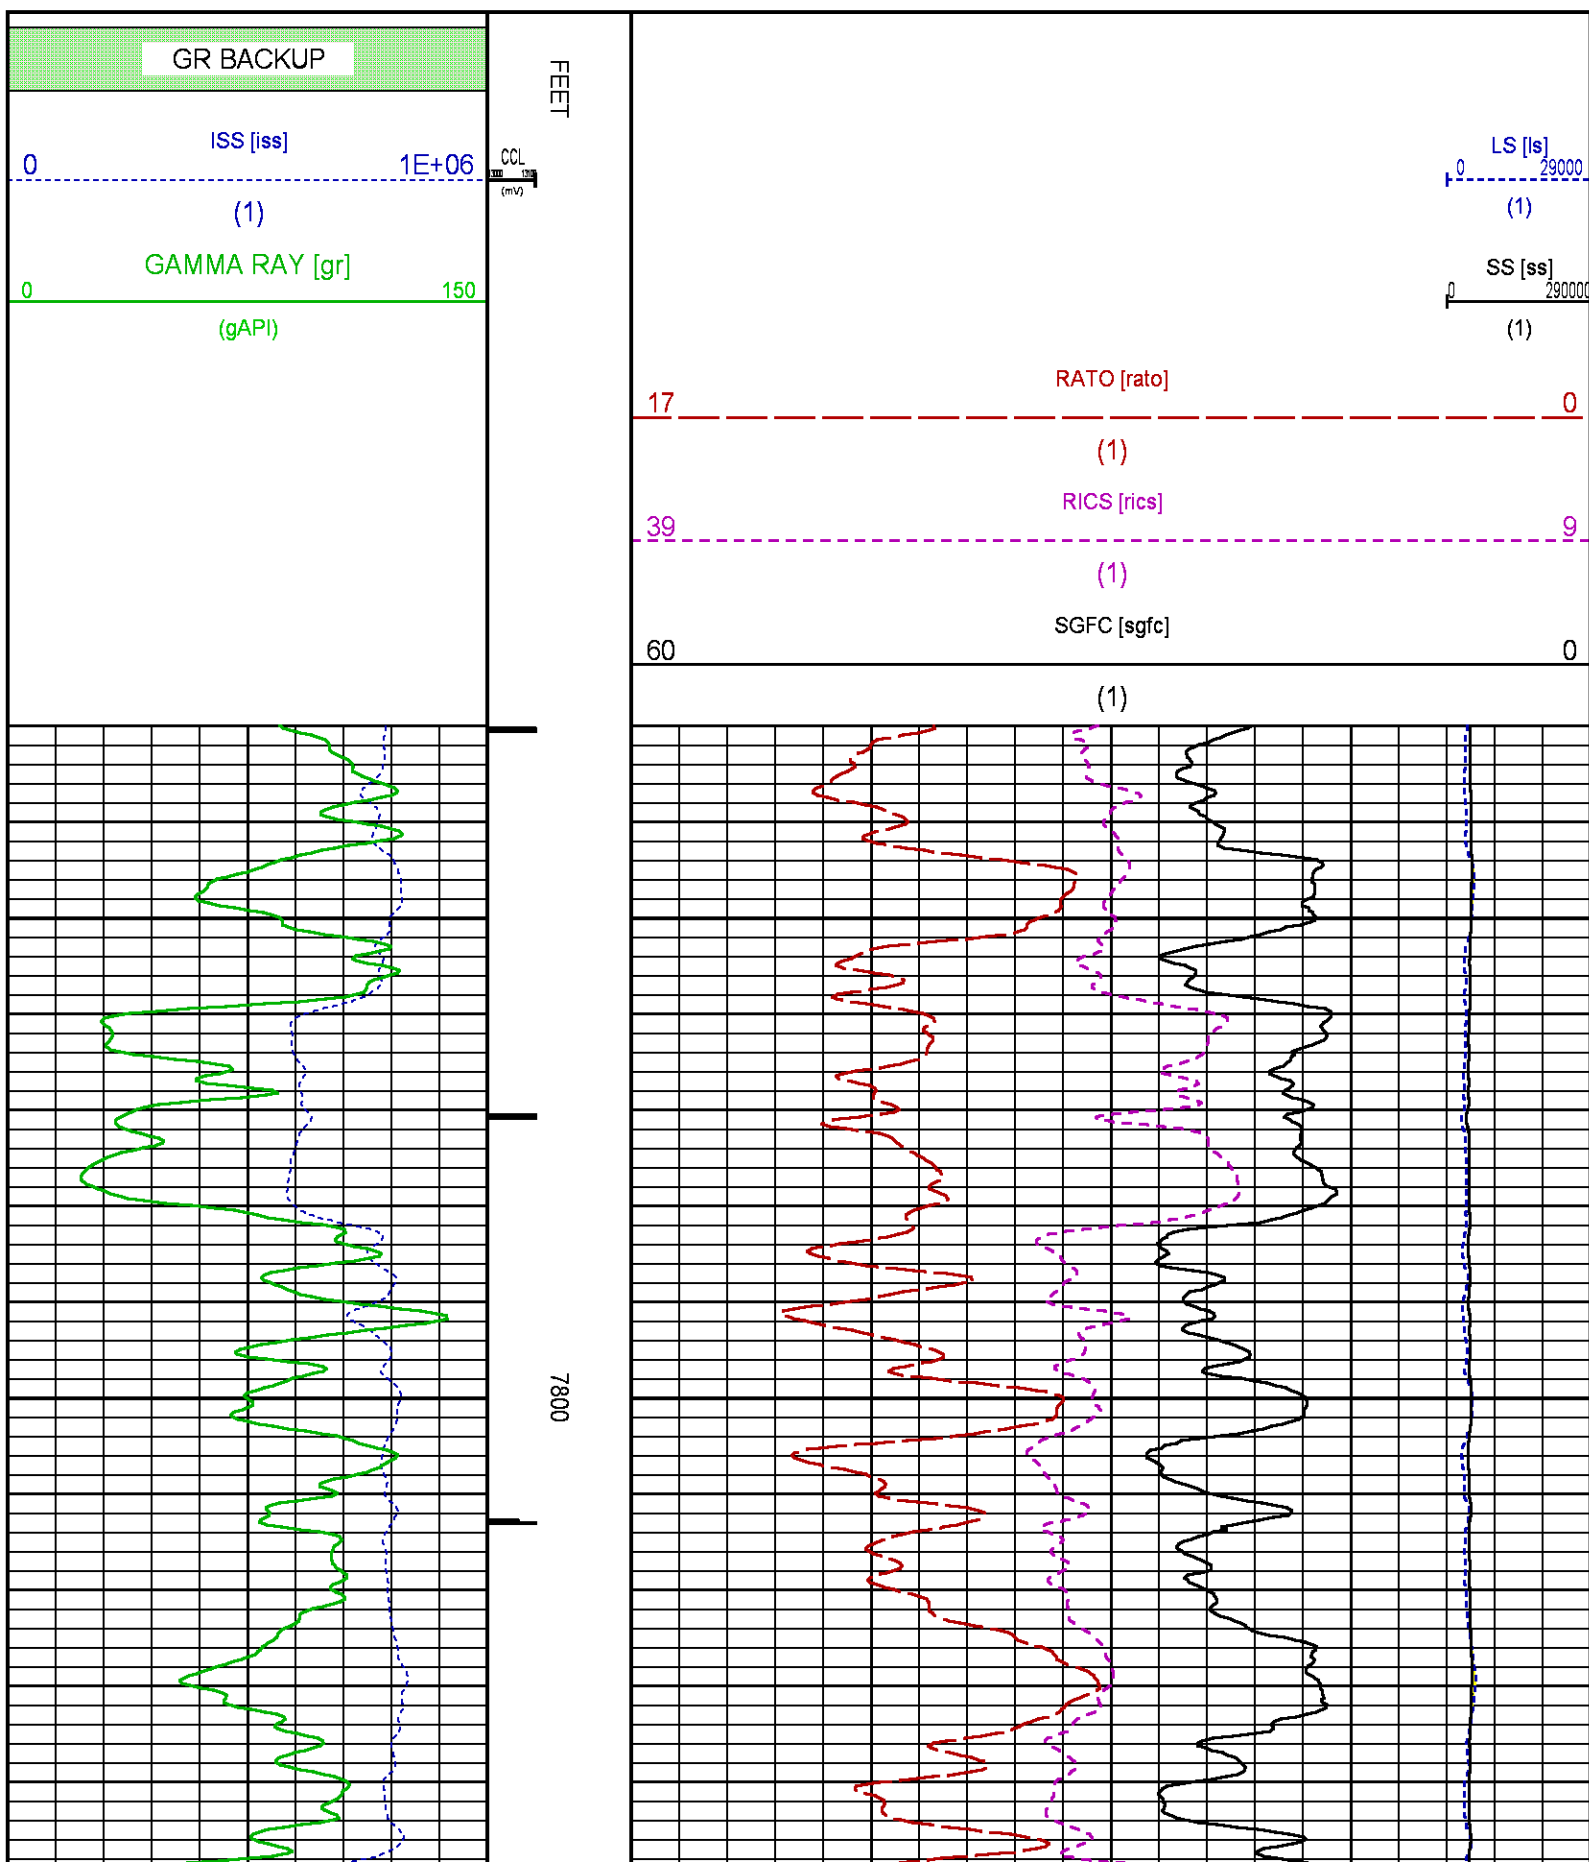 GR BACKUP
FEET
ISS [iss]
0 1E+06
(1)
CCL
(mV)
LS [ls]
0 29000
(1)
GAMMA RAY [gr]
0 150
(gAPI)
SS [ss]
0 290000
(1)
RATO [rato]
17 0
(1)
RICS [rics]
39 9
(1)
SGFC [sgfc]
60 0
(1)
7800